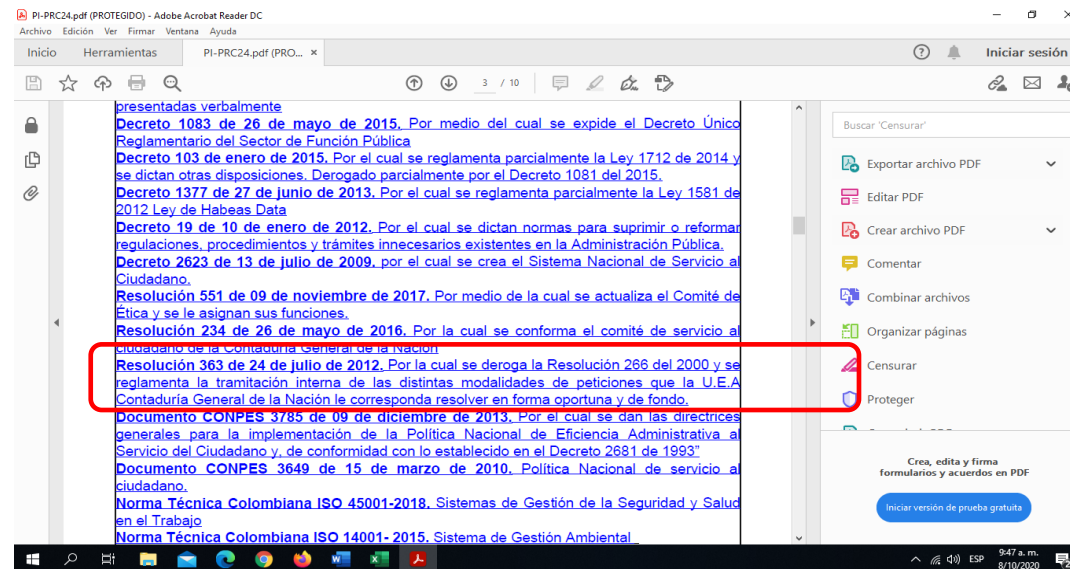 PI-PRC24.pdf (PROTEGIDO) - Adobe Acrobat Reader DC
Archivo Edición Ver Firmar Ventana Ayuda
Inicio Herramientas PI-PRC24.pdf (PRO... × Iniciar sesión
3 / 10
presentadas verbalmente
Decreto 1083 de 26 de mayo de 2015. Por medio del cual se expide el Decreto Único
Reglamentario del Sector de Función Pública
Decreto 103 de enero de 2015. Por el cual se reglamenta parcialmente la Ley 1712 de 2014 y
se dictan otras disposiciones. Derogado parcialmente por el Decreto 1081 del 2015.
Decreto 1377 de 27 de junio de 2013. Por el cual se reglamenta parcialmente la Ley 1581 de
2012 Ley de Habeas Data
Decreto 19 de 10 de enero de 2012. Por el cual se dictan normas para suprimir o reformar
regulaciones, procedimientos y trámites innecesarios existentes en la Administración Pública.
Decreto 2623 de 13 de julio de 2009, por el cual se crea el Sistema Nacional de Servicio al
Ciudadano.
Resolución 551 de 09 de noviembre de 2017. Por medio de la cual se actualiza el Comité de
Ética y se le asignan sus funciones.
Resolución 234 de 26 de mayo de 2016. Por la cual se conforma el comité de servicio al
ciudadano de la Contaduría General de la Nación
Resolución 363 de 24 de julio de 2012. Por la cual se deroga la Resolución 266 del 2000 y se
reglamenta la tramitación interna de las distintas modalidades de peticiones que la U.E.A
Contaduría General de la Nación le corresponda resolver en forma oportuna y de fondo.
Documento CONPES 3785 de 09 de diciembre de 2013. Por el cual se dan las directrices
generales para la implementación de la Política Nacional de Eficiencia Administrativa al
Servicio del Ciudadano y, de conformidad con lo establecido en el Decreto 2681 de 1993"
Documento CONPES 3649 de 15 de marzo de 2010. Política Nacional de servicio al
ciudadano.
Norma Técnica Colombiana ISO 45001-2018. Sistemas de Gestión de la Seguridad y Salud
en el Trabajo
Norma Técnica Colombiana ISO 14001- 2015. Sistema de Gestión Ambiental
Buscar 'Censurar'
Exportar archivo PDF
Editar PDF
Crear archivo PDF
Comentar
Combinar archivos
Organizar páginas
Censurar
Proteger
Crea, edita y firma
formularios y acuerdos en PDF
Iniciar versión de prueba gratuita
ESP 9:47 a. m.
8/10/2020